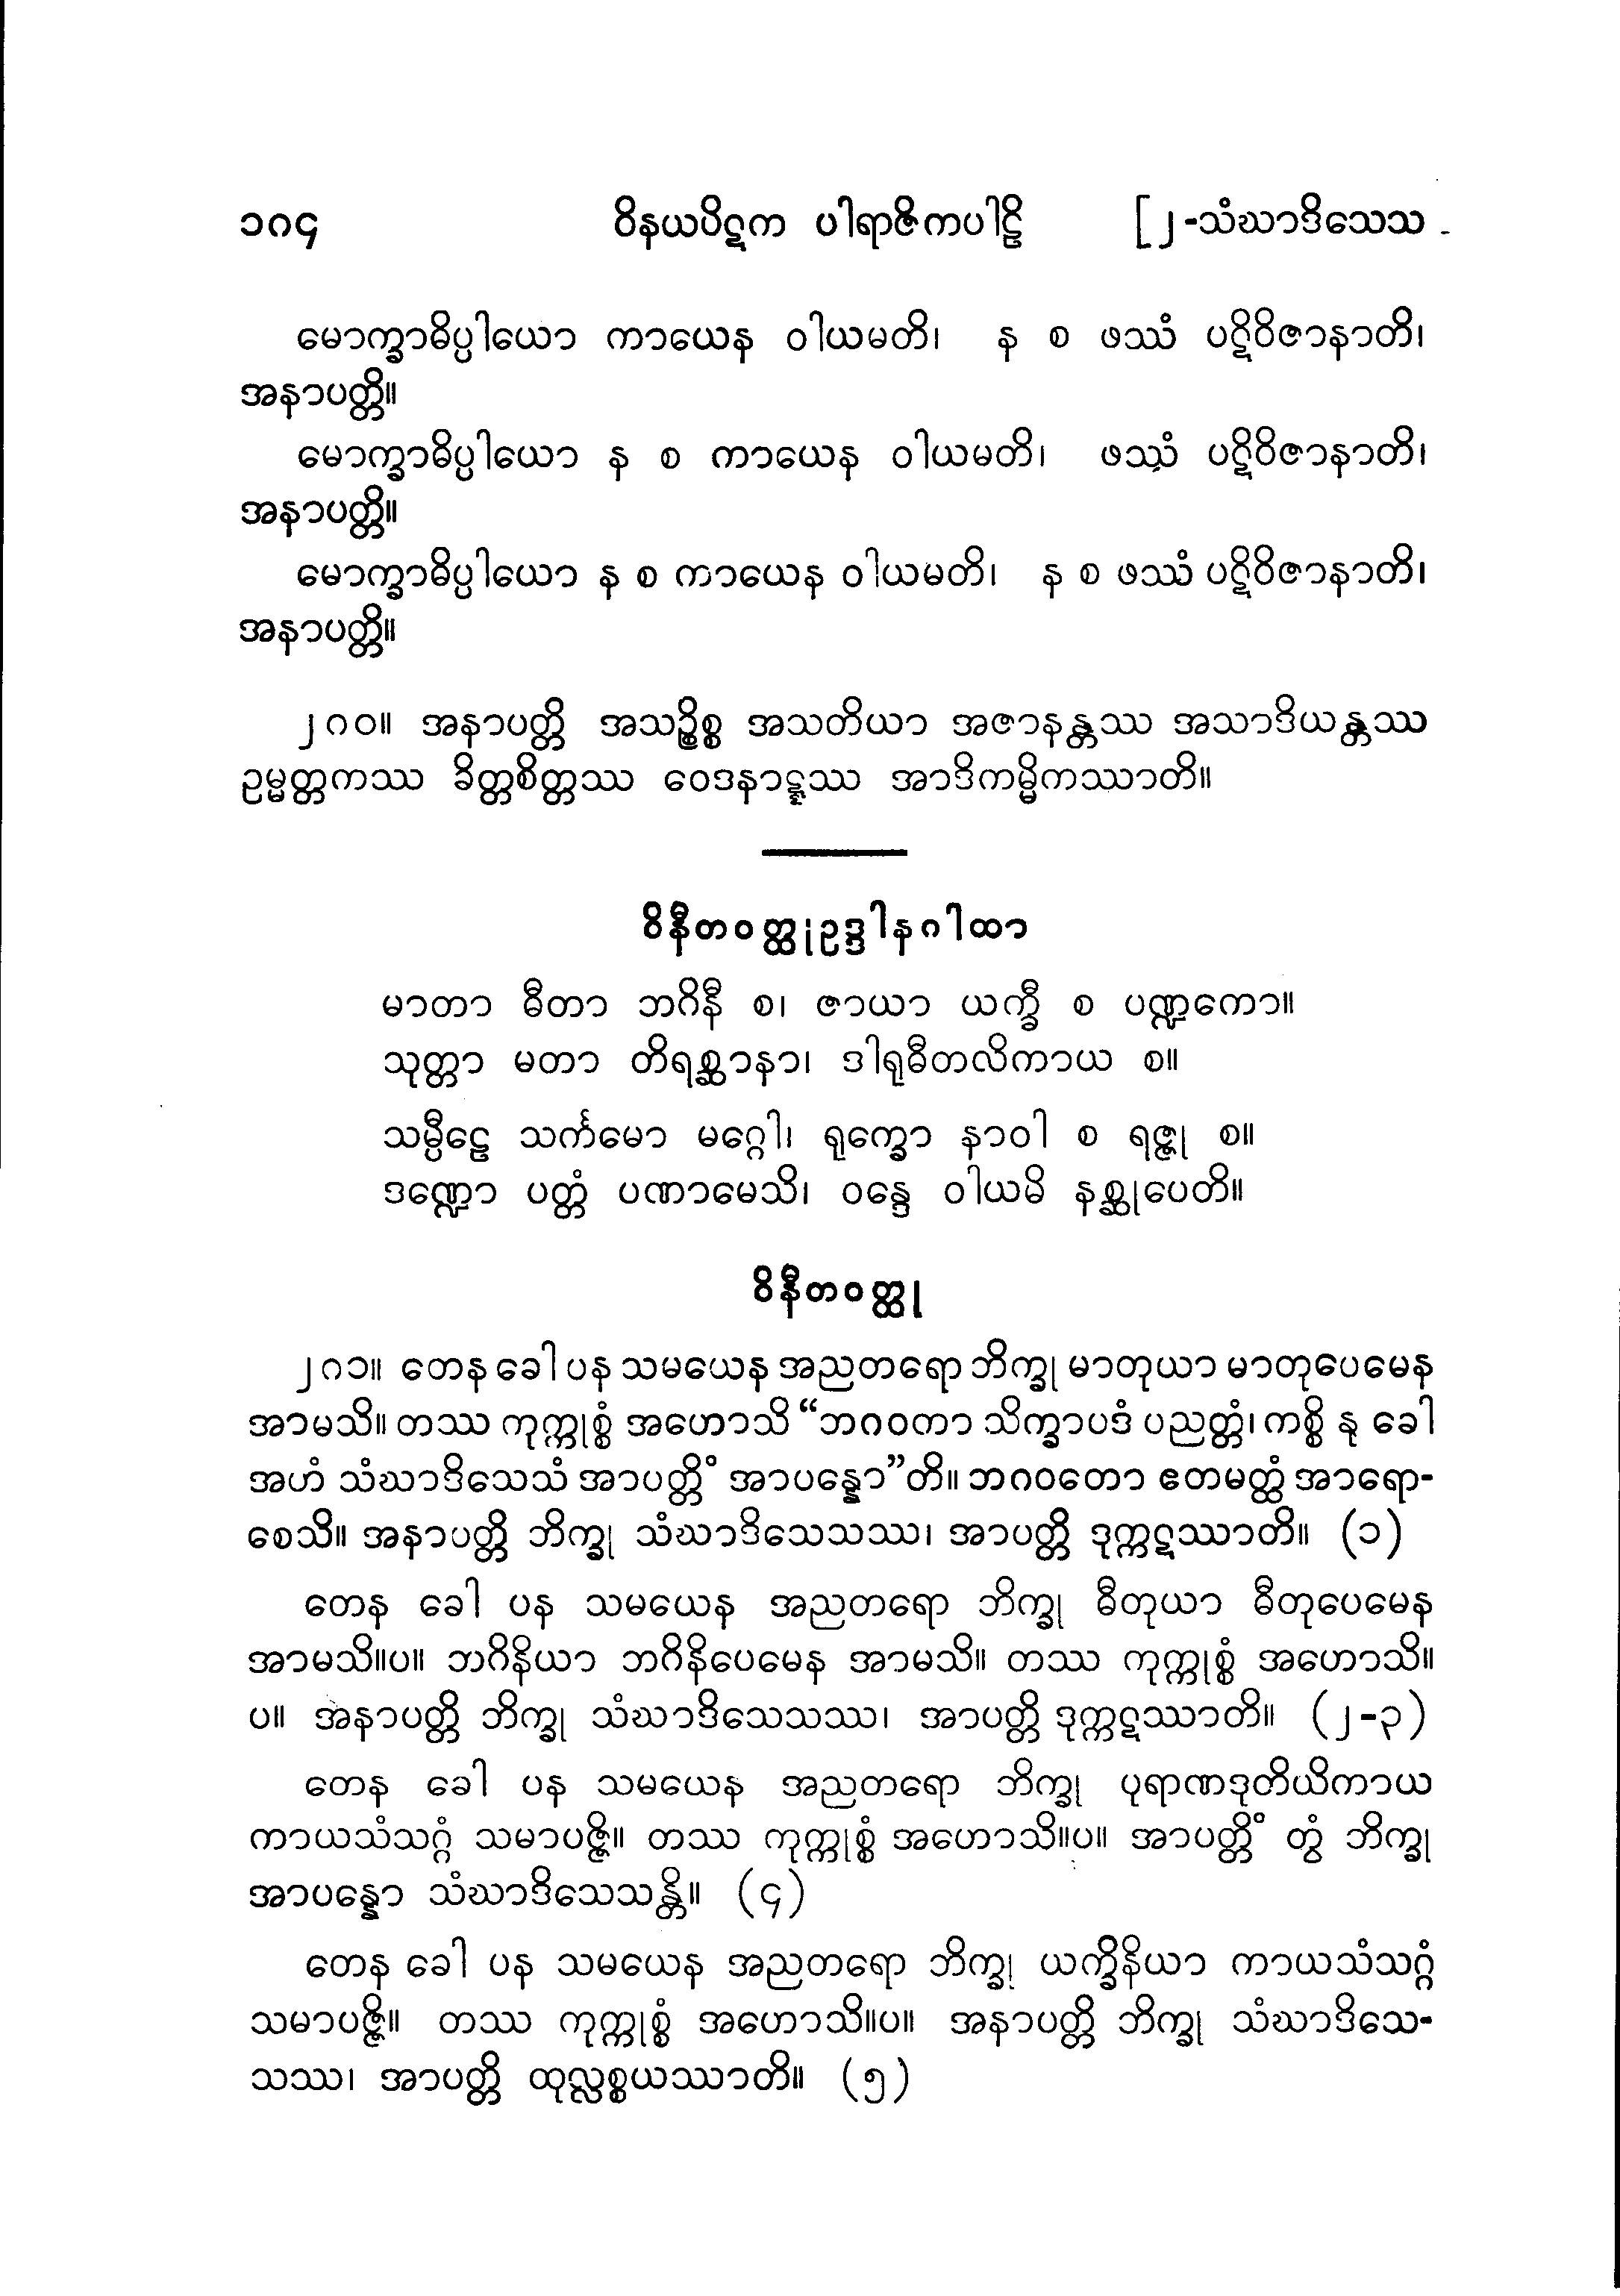 ၁၈၄ ဝိနယပိဋက ပါရာဇိကပါဠိ [၂-သံဃာဒိသေသ
မောက္ခာဓိပ္ပါယော ကာယေန ဝါယမတိ၊ န စ ဖဿံ ပဋိဝိဇာနာတိ၊
အနာပတ္တိ။
မောက္ခာဓိပ္ပါယော န စ ကာယေန ဝါယမတိ၊ ဖဿံ ပဋိဝိဇာနာတိ၊
အနာပတ္တိ။
မောက္ခာဓိပ္ပါယော န စ ကာယေန ဝါယမတိ၊ န စ ဖဿံ ပဋိဝိဇာနာတိ၊
အနာပတ္တိ။
၂၈၀။ အနာပတ္တိ အသဉ္စိစ္စ အသတိယာ အဇာနန္တဿ အသာဒိယန္တဿ
ဥမ္မတ္တကဿ ခိတ္တစိတ္တဿ ဝေဒနာဋ္ဋဿ အာဒိကမ္မိကဿာတိ။
ဝိနီတဝတ္ထုဥဒ္ဒါနဂါထာ
မာတာ ဓီတာ ဘဂိနီ စ၊ ဇာယာ ယက္ခီ စ ပဏ္ဍကော။
သုတ္တာ မတာ တိရစ္ဆာနာ၊ ဒါရုဓီတလိကာယ စ။
သမ္ပီဠေ သင်္ကမော မဂ္ဂေါ၊ ရုက္ခော နာဝါ စ ရဇ္ဇု စ။
ဒဏ္ဍော ပတ္တံ ပဏာမေသိ၊ ဝန္ဒေ ဝါယမိ နစ္ဆုပေတိ။
ဝိနီတဝတ္ထု
၂၈၁။ တေန ခေါ ပန သမယေန အညတရော ဘိက္ခု မာတုယာ မာတုပေမေန
အာမသိ။ တဿ ကုက္ကုစ္စံ အဟောသိ “ဘဂဝတာ သိက္ခာပဒံ ပညတ္တံ၊ ကစ္စိ နု ခေါ
အဟံ သံဃာဒိသေသံ အာပတ္တိံ အာပန္နော”တိ။ ဘဂဝတော ဧတမတ္ထံ အာရော-
စေသိ။ အနာပတ္တိ ဘိက္ခု သံဃာဒိသေသဿ၊ အာပတ္တိ ဒုက္ကဋဿာတိ။ (၁)
တေန ခေါ ပန သမယေန အညတရော ဘိက္ခု ဓီတုယာ ဓီတုပေမေန
အာမသိ။ပ။ ဘဂိနိယာ ဘဂိနိပေမေန အာမသိ။ တဿ ကုက္ကုစ္စံ အဟောသိ။
ပ။ အနာပတ္တိ ဘိက္ခု သံဃာဒိသေသဿ၊ အာပတ္တိ ဒုက္ကဋဿာတိ။ (၂-၃)
တေန ခေါ ပန သမယေန အညတရော ဘိက္ခု ပုရာဏဒုတိယိကာယ
ကာယသံသဂ္ဂံ သမာပဇ္ဇိ။ တဿ ကုက္ကုစ္စံ အဟောသိ။ပ။ အာပတ္တိံ တွံ ဘိက္ခု
အာပန္နော သံဃာဒိသေသန္တိ။ (၄)
တေန ခေါ ပန သမယေန အညတရော ဘိက္ခု ယက္ခိနိယာ ကာယသံသဂ္ဂံ
သမာပဇ္ဇိ။ တဿ ကုက္ကုစ္စံ အဟောသိ။ပ။ အနာပတ္တိ ဘိက္ခု သံဃာဒိသေ-
သဿ၊ အာပတ္တိ ထုလ္လစ္စယဿာတိ။ (၅)